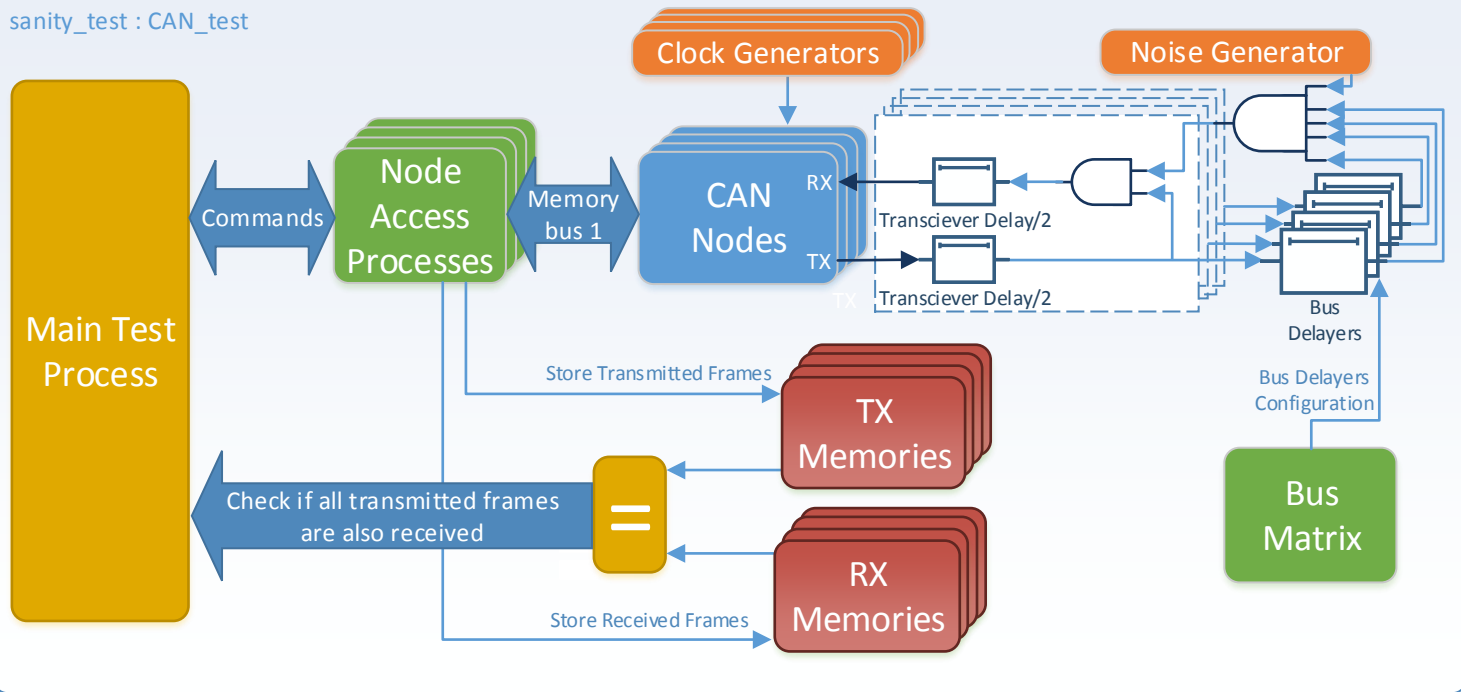 sanity_test : CAN_test
Clock Generators
Noise Generator
Node
Access
Processes
Commands
Memory
bus 1
CAN
Nodes
RX
TX
TX
Transciever Delay/2
Transciever Delay/2
Bus
Delayers
Main Test
Process
Store Transmitted Frames
TX
Memories
Bus Delayers
Configuration
Check if all transmitted frames
are also received
=
Bus
Matrix
RX
Memories
Store Received Frames